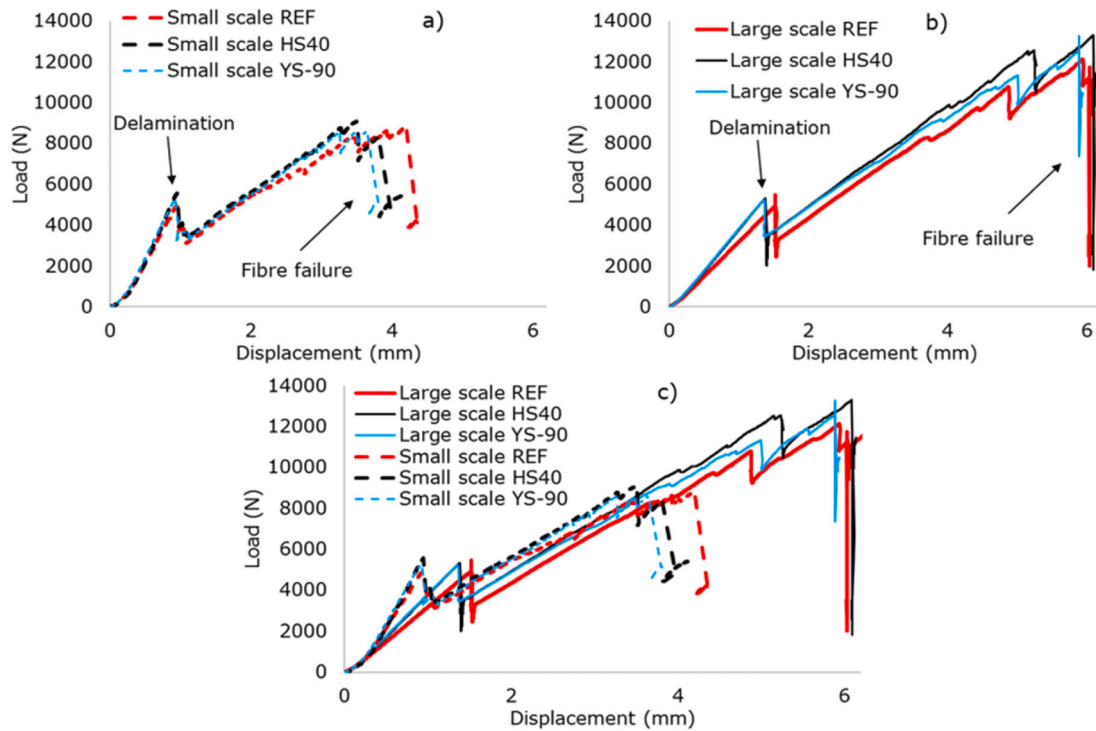 a)
Small scale REF
Small scale HS40
Small scale YS-90
14000
12000
10000
8000
6000
4000
2000
0
Load (N)
Delamination
Fibre failure
0 2 4 6
Displacement (mm)
b)
Large scale REF
Large scale HS40
Large scale YS-90
14000
12000
10000
8000
6000
4000
2000
0
Load (N)
Delamination
Fibre failure
0 2 4 6
Displacement (mm)
c)
Large scale REF
Large scale HS40
Large scale YS-90
Small scale REF
Small scale HS40
Small scale YS-90
14000
12000
10000
8000
6000
4000
2000
0
Load (N)
0 2 4 6
Displacement (mm)